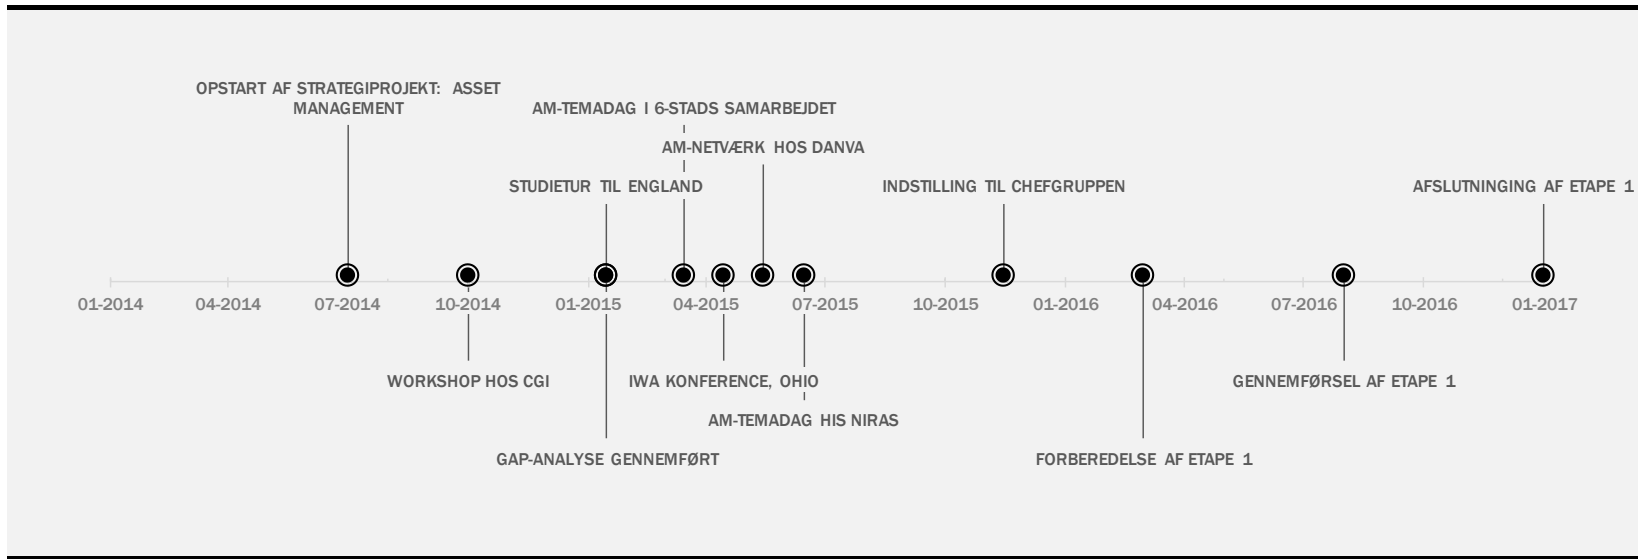 OPSTART AF STRATEGIPROJEKT: ASSET
MANAGEMENT
AM-TEMADAG I 6-STADS SAMARBEJDET
AM-NETVÆRK HOS DANVA
STUDIETUR TIL ENGLAND
INDSTILLING TIL CHEFGRUPPEN
AFSLUTNINGING AF ETAPE 1
01-2014
04-2014
07-2014
10-2014
01-2015
04-2015
07-2015
10-2015
01-2016
04-2016
07-2016
10-2016
01-2017
WORKSHOP HOS CGI
IWA KONFERENCE, OHIO
GENNEMFØRSEL AF ETAPE 1
AM-TEMADAG HIS NIRAS
GAP-ANALYSE GENNEMFØRT
FORBEREDELSE AF ETAPE 1